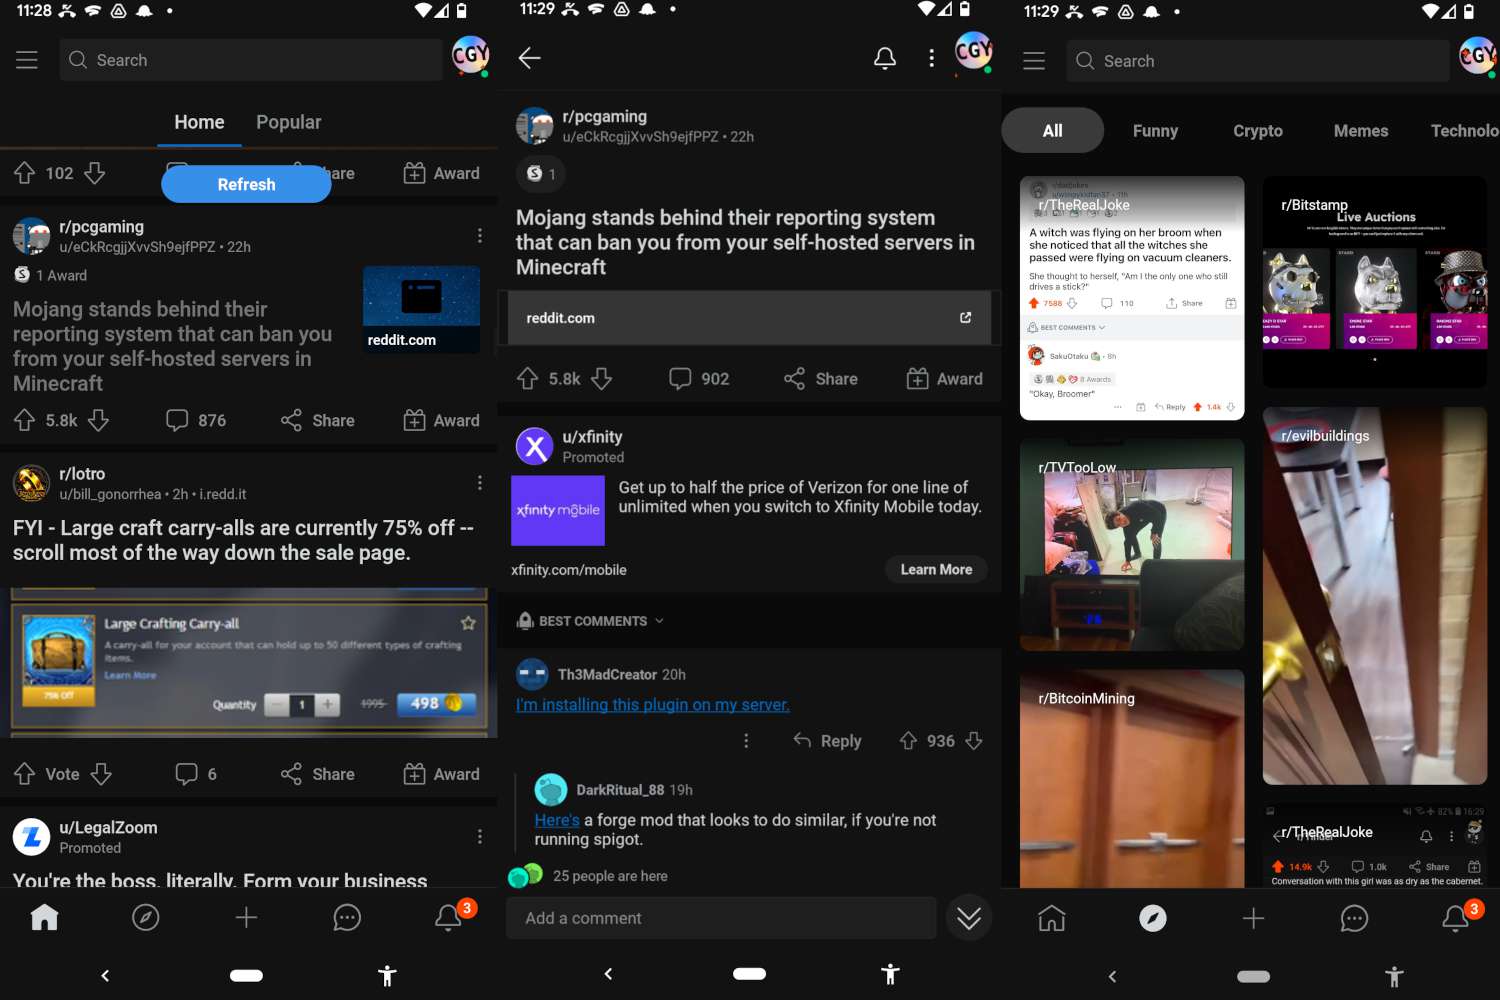 11:28
Search
CGY
Home
Popular
102
Share
Award
Refresh
r/pcgaming
u/eCkRcgjjXvvSh9ejfPPZ • 22h
1 Award
Mojang stands behind their
reporting system that can ban you
from your self-hosted servers in
Minecraft
reddit.com
5.8k
876
Share
Award
r/lotro
u/bill_gonorrhea • 2h • i.redd.it
FYI - Large craft carry-alls are currently 75% off --
scroll most of the way down the sale page.
Large Crafting Carry-all
A carry-all for your account that can hold up to 50 different types of crafting
items.
Learn More
75% Off
Quantity
1
1995
498
Vote
6
Share
Award
u/LegalZoom
Promoted
You're the boss, literally. Form your business
3
11:29
CGY
r/pcgaming
u/eCkRcgjjXvvSh9ejfPPZ • 22h
1
Mojang stands behind their reporting system
that can ban you from your self-hosted servers in
Minecraft
reddit.com
5.8k
902
Share
Award
u/xfinity
Promoted
xfinity mobile
Get up to half the price of Verizon for one line of
unlimited when you switch to Xfinity Mobile today.
xfinity.com/mobile
Learn More
BEST COMMENTS
Th3MadCreator 20h
I'm installing this plugin on my server.
Reply
936
DarkRitual_88 19h
Here's a forge mod that looks to do similar, if you're not
running spigot.
25 people are here
Add a comment
11:29
Search
CGY
All
Funny
Crypto
Memes
Technolo
r/dadjokes
r/TheRealJoke
A witch was flying on her broom when
she noticed that all the witches she
passed were flying on vacuum cleaners.
She thought to herself, "Am I the only one who still
drives a stick?"
7588
110
Share
BEST COMMENTS
SakuOtaku • 8h
8 Awards
"Okay, Broomer"
Reply
1.4k
r/Bitstamp
Live Auctions
r/TVTooLow
r/evilbuildings
r/BitcoinMining
82% 16:29
r/TheRealJoke
14.9k
1.0k
Share
Conversation with this girl was as dry as the cabernet.
3